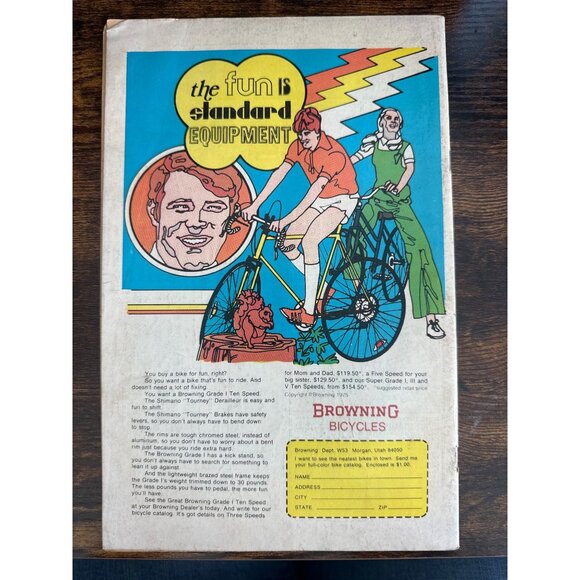 the fun IS
standard
EQUIPMENT
You buy a bike for fun, right?
So you want a bike that's fun to ride. And
doesn't need a lot of fixing.
You want a Browning Grade I Ten Speed.
The Shimano "Tourney" Derailleur is easy and
fun to shift.
The Shimano "Tourney" Brakes have safety
levers, so you don't always have to bend down
to stop.
The rims are tough chromed steel, instead of
aluminum, so you don't have to worry about a bent
rim just because you ride extra hard.
The Browning Grade I has a kick stand, so
you don't always have to search for something to
lean it up against.
And the lightweight brazed steel frame keeps
the Grade I's weight trimmed down to 30 pounds.
The less pounds you have to pedal, the more fun
you'll have.
See the Great Browning Grade I Ten Speed
at your Browning Dealer's today. And write for our
bicycle catalog. It's got details on Three Speeds
for Mom and Dad, $119.50*, a Five Speed for your
big sister, $129.50*, and our Super Grade I, III and
V Ten Speeds, from $154.50*. *suggested retail price
Copyright © Browning 1975
BROWNING
BICYCLES
Browning Dept. W53 Morgan, Utah 84050
I want to see the neatest bikes in town. Send me
your full-color bike catalog. Enclosed is $1.00.
NAME
ADDRESS
CITY
STATE ZIP